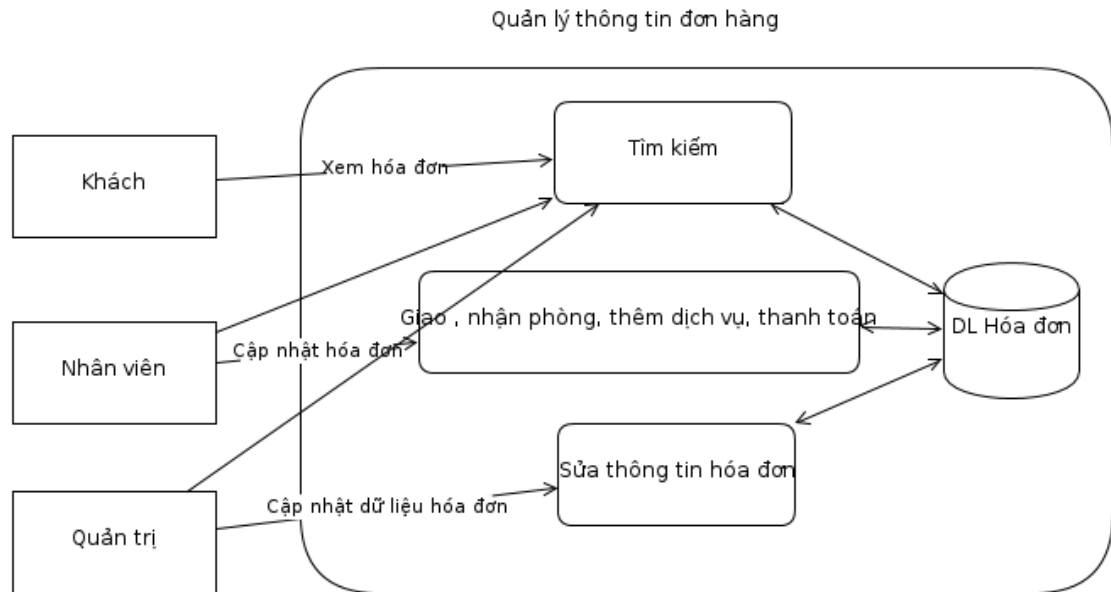 Quản lý thông tin đơn hàng
Tìm kiếm
Khách
Xem hóa đơn
Giao , nhận phòng, thêm dịch vụ, thanh toán
DL Hóa đơn
Nhân viên
Cập nhật hóa đơn
Sửa thông tin hóa đơn
Quản trị
Cập nhật dữ liệu hóa đơn